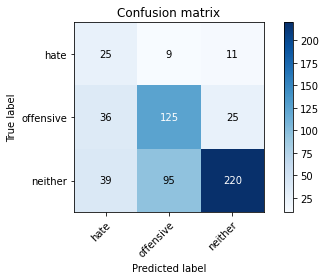 Confusion matrix
True label
hate
offensive
neither
25 9 11
36 125 25
39 95 220
hate offensive neither
Predicted label
200
175
150
125
100
75
50
25